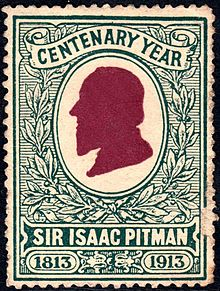 CENTENARY YEAR
SIR ISAAC PITMAN
1813 1913